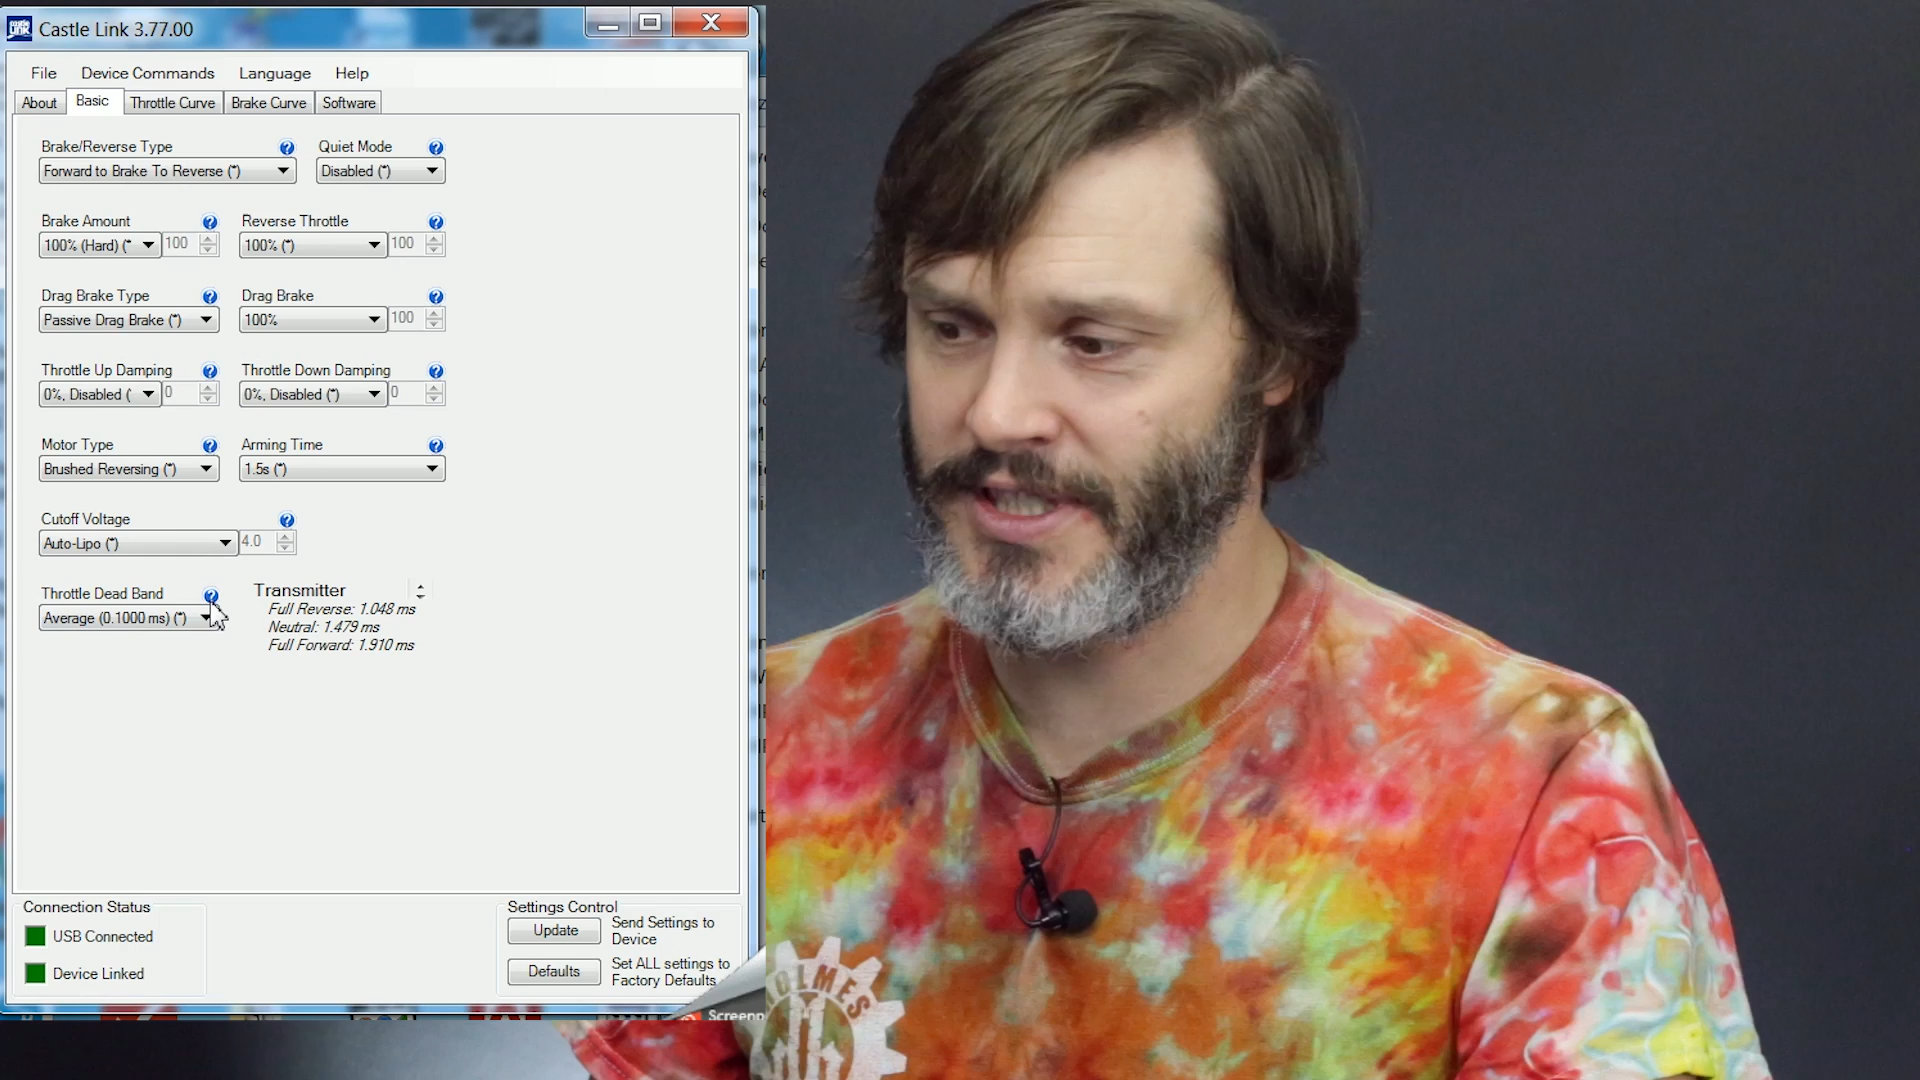 Castle Link 3.77.00
File Device Commands Language Help
About Basic Throttle Curve Brake Curve Software
Brake/Reverse Type Quiet Mode
Forward to Brake To Reverse (*) Disabled (*)
Brake Amount Reverse Throttle
100% (Hard) (* 100 100% (*) 100
Drag Brake Type Drag Brake
Passive Drag Brake (*) 100% 100
Throttle Up Damping Throttle Down Damping
0%, Disabled ( 0 0%, Disabled (*) 0
Motor Type Arming Time
Brushed Reversing (*) 1.5s (*)
Cutoff Voltage
Auto-Lipo (*) 4.0
Throttle Dead Band Transmitter
Average (0.1000 ms) (*) Full Reverse: 1.048 ms
Neutral: 1.479 ms
Full Forward: 1.910 ms
Connection Status Settings Control
USB Connected Update Send Settings to
Device
Device Linked Defaults Set ALL settings to
Factory Defaults
Screenp
HOLMES